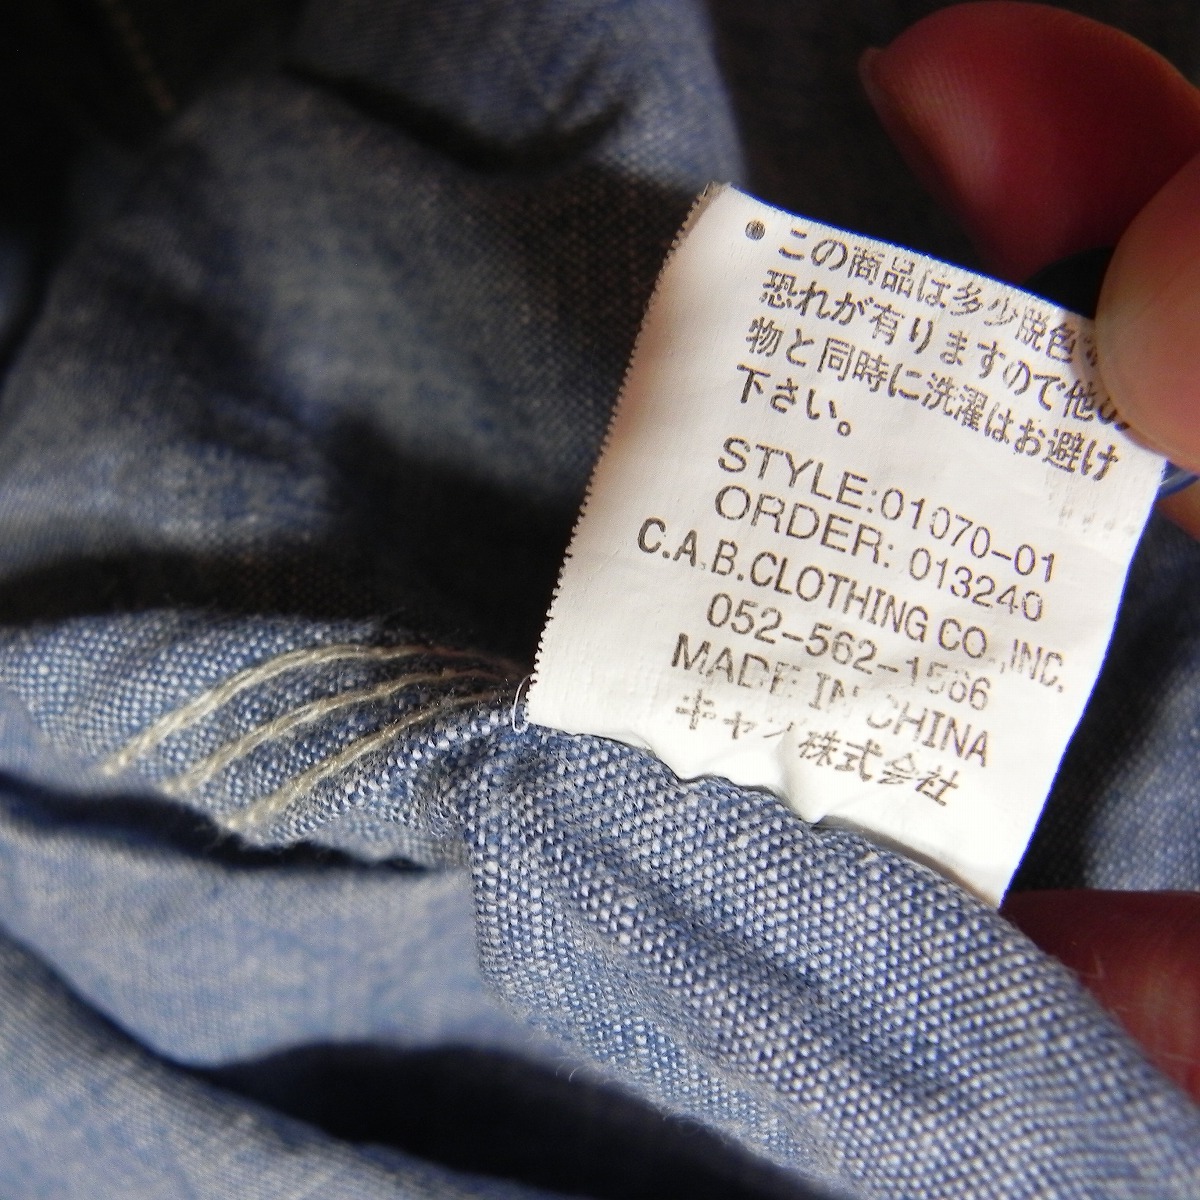 ●この商品は多少脱色
恐れが有りますので他の
物と同時に洗濯はお避け
下さい。
STYLE:01070-01
ORDER: 013240
C.A.B.CLOTHING CO.,INC.
052-562-1566
MADE IN CHINA
株式会社